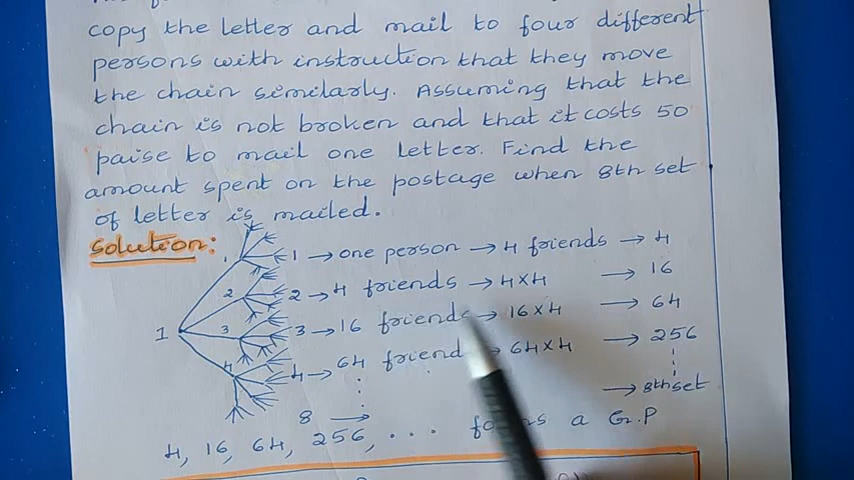 copy the letter and mail to four different
persons with instruction that they move
the chain similarly. Assuming that the
chain is not broken and that it costs 50
paise to mail one letter. Find the
amount spent on the postage when 8th set
of letter is mailed.
Solution:
1 → one person → 4 friends → 4
2 → 4 friends → 4×4 → 16
3 → 16 friends → 16×4 → 64
4 → 64 friend → 64×4 → 256
8 → → 8th set
1
1
2
3
4
4, 16, 64, 256, ... a G.P